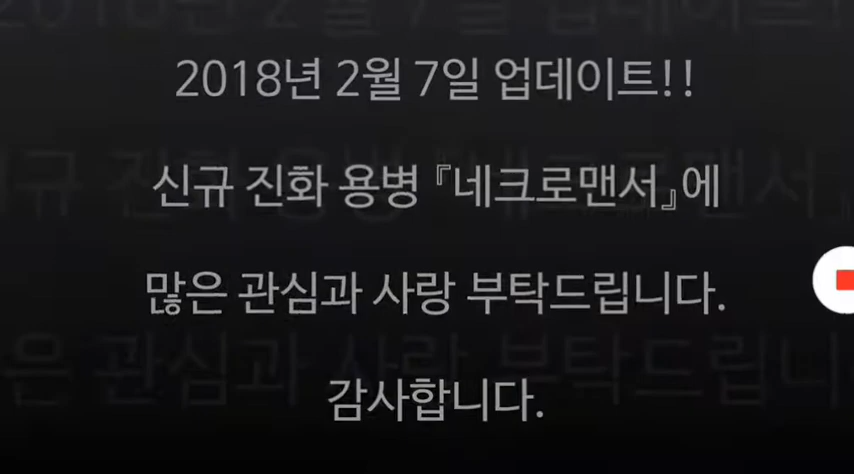 2018년 2월 7일 업데이트!!
신규 진화 용병 『네크로맨서』에
많은 관심과 사랑 부탁드립니다.
감사합니다.